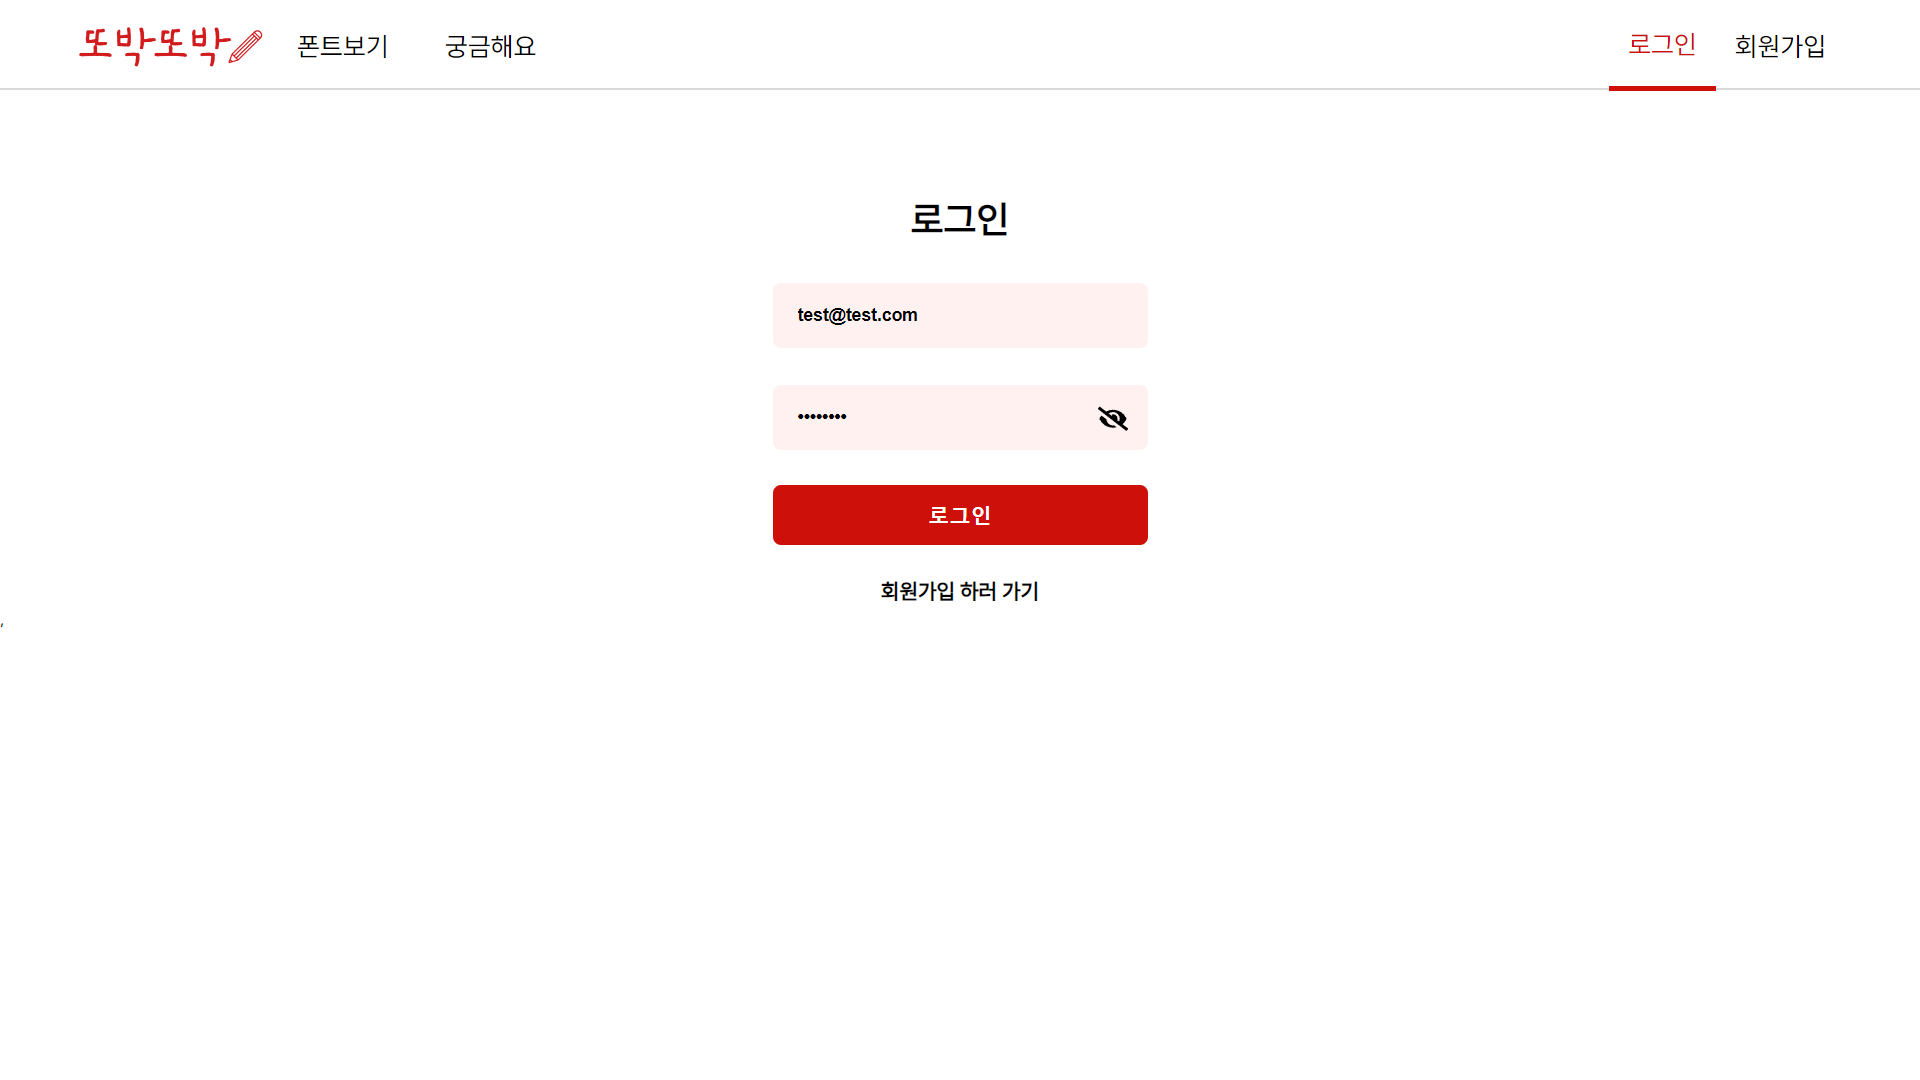 또박또박 폰트보기 궁금해요 로그인 회원가입
로그인
test@test.com
••••••••
로그인
회원가입 하러 가기
,